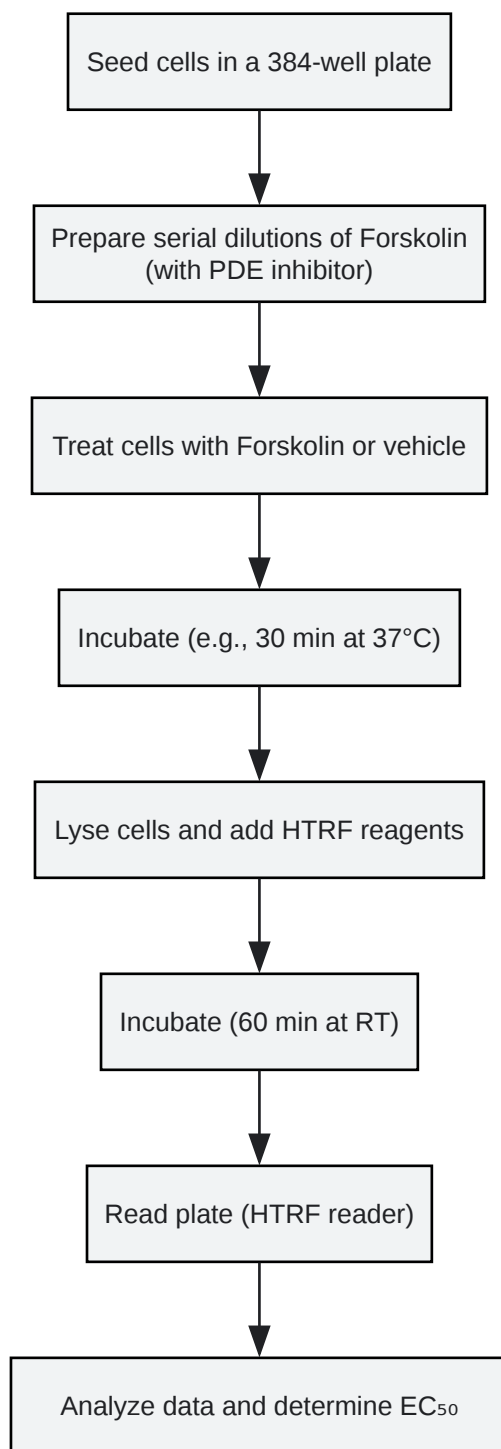 Seed cells in a 384-well plate
Prepare serial dilutions of Forskolin
(with PDE inhibitor)
Treat cells with Forskolin or vehicle
Incubate (e.g., 30 min at 37°C)
Lyse cells and add HTRF reagents
Incubate (60 min at RT)
Read plate (HTRF reader)
Analyze data and determine EC₅₀